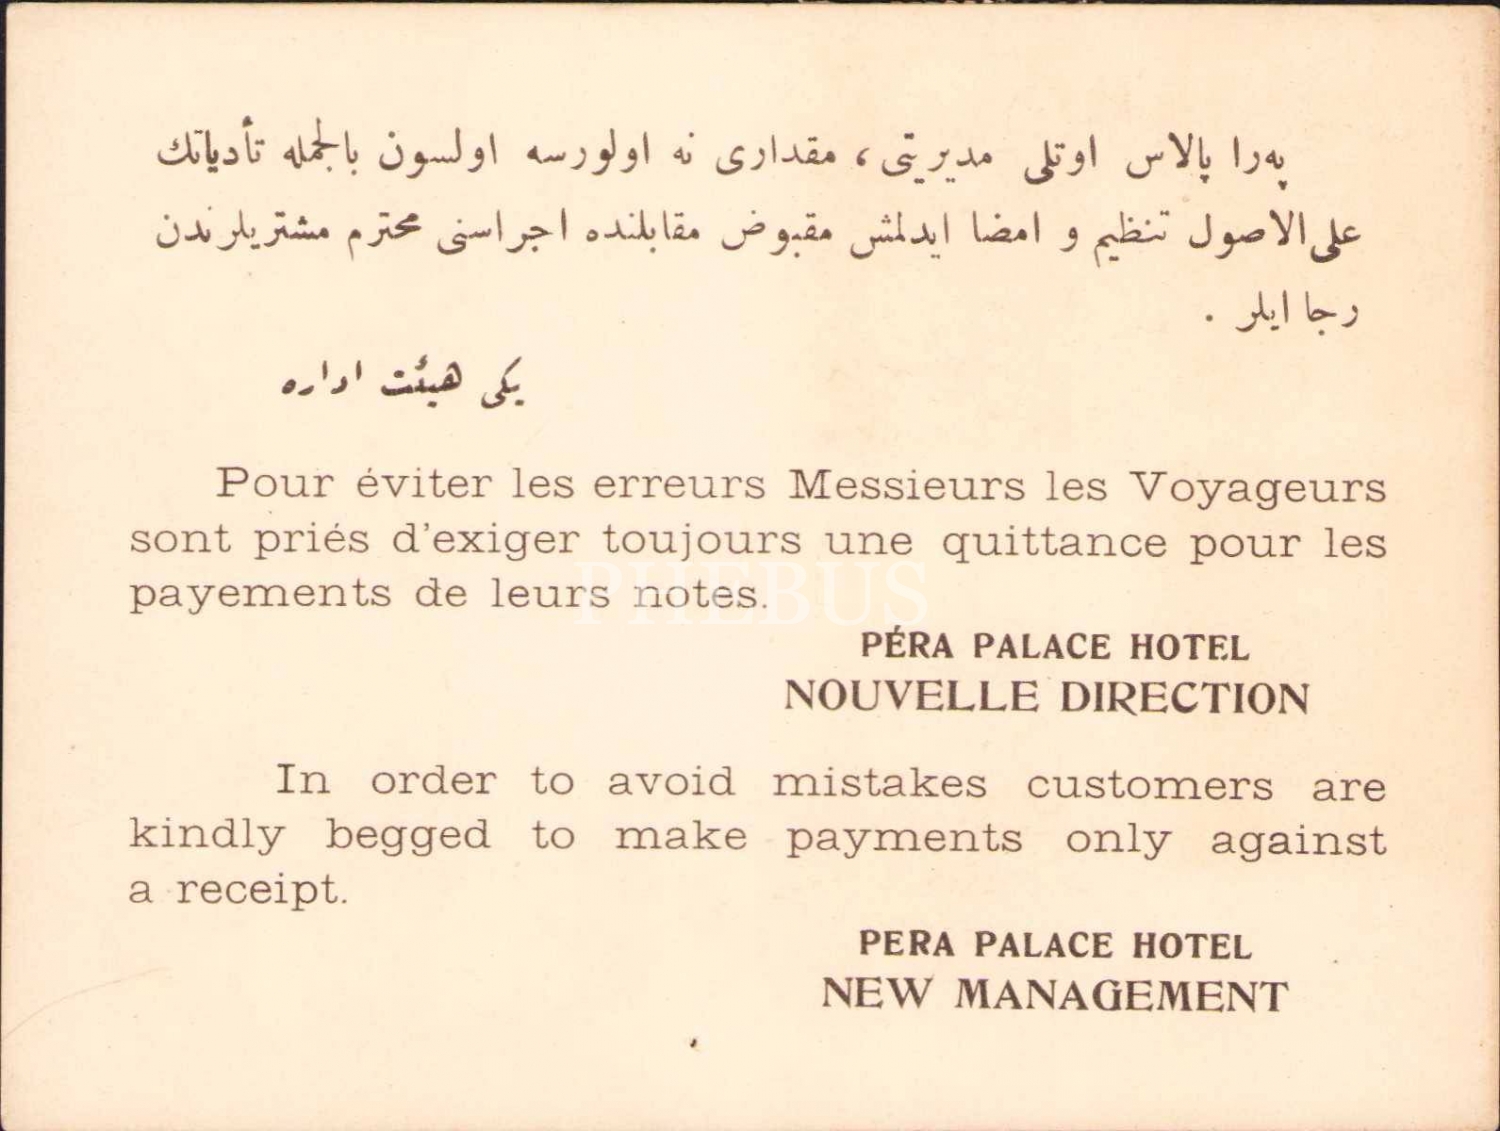 په‌را پالاس اوتلی مدیریتی، مقداری نه اولورسه اولسون بالجمله تأدیاتك
علی الاصول تنظیم و امضا ایدلمش مقبوض مقابلنده اجراسنی محترم مشتریلرندن
رجا ایلر .
یکی هیئت اداره
Pour éviter les erreurs Messieurs les Voyageurs
sont priés d'exiger toujours une quittance pour les
payements de leurs notes.
PHEBUS
PÉRA PALACE HOTEL
NOUVELLE DIRECTION
In order to avoid mistakes customers are
kindly begged to make payments only against
a receipt.
PERA PALACE HOTEL
NEW MANAGEMENT